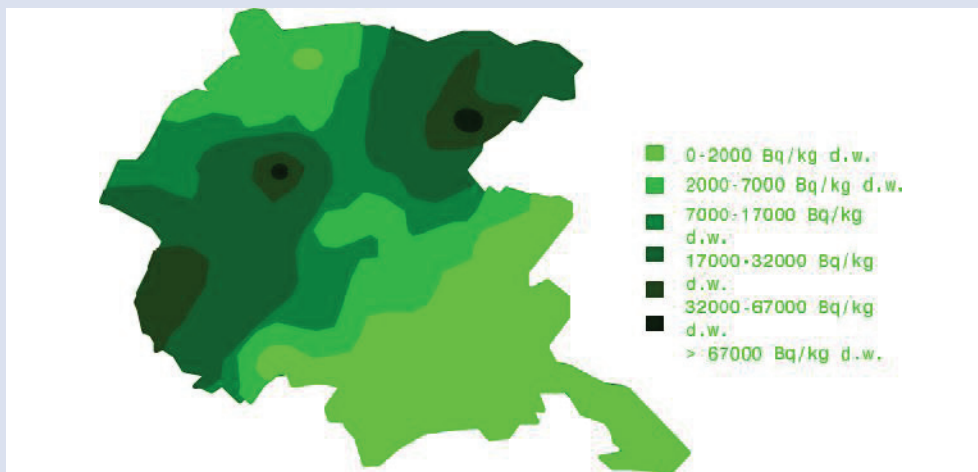 0-2000 Bq/kg d.w.
2000-7000 Bq/kg d.w.
7000-17000 Bq/kg
d.w.
17000-32000 Bq/kg
d.w.
32000-67000 Bq/kg
d.w.
> 67000 Bq/kg d.w.